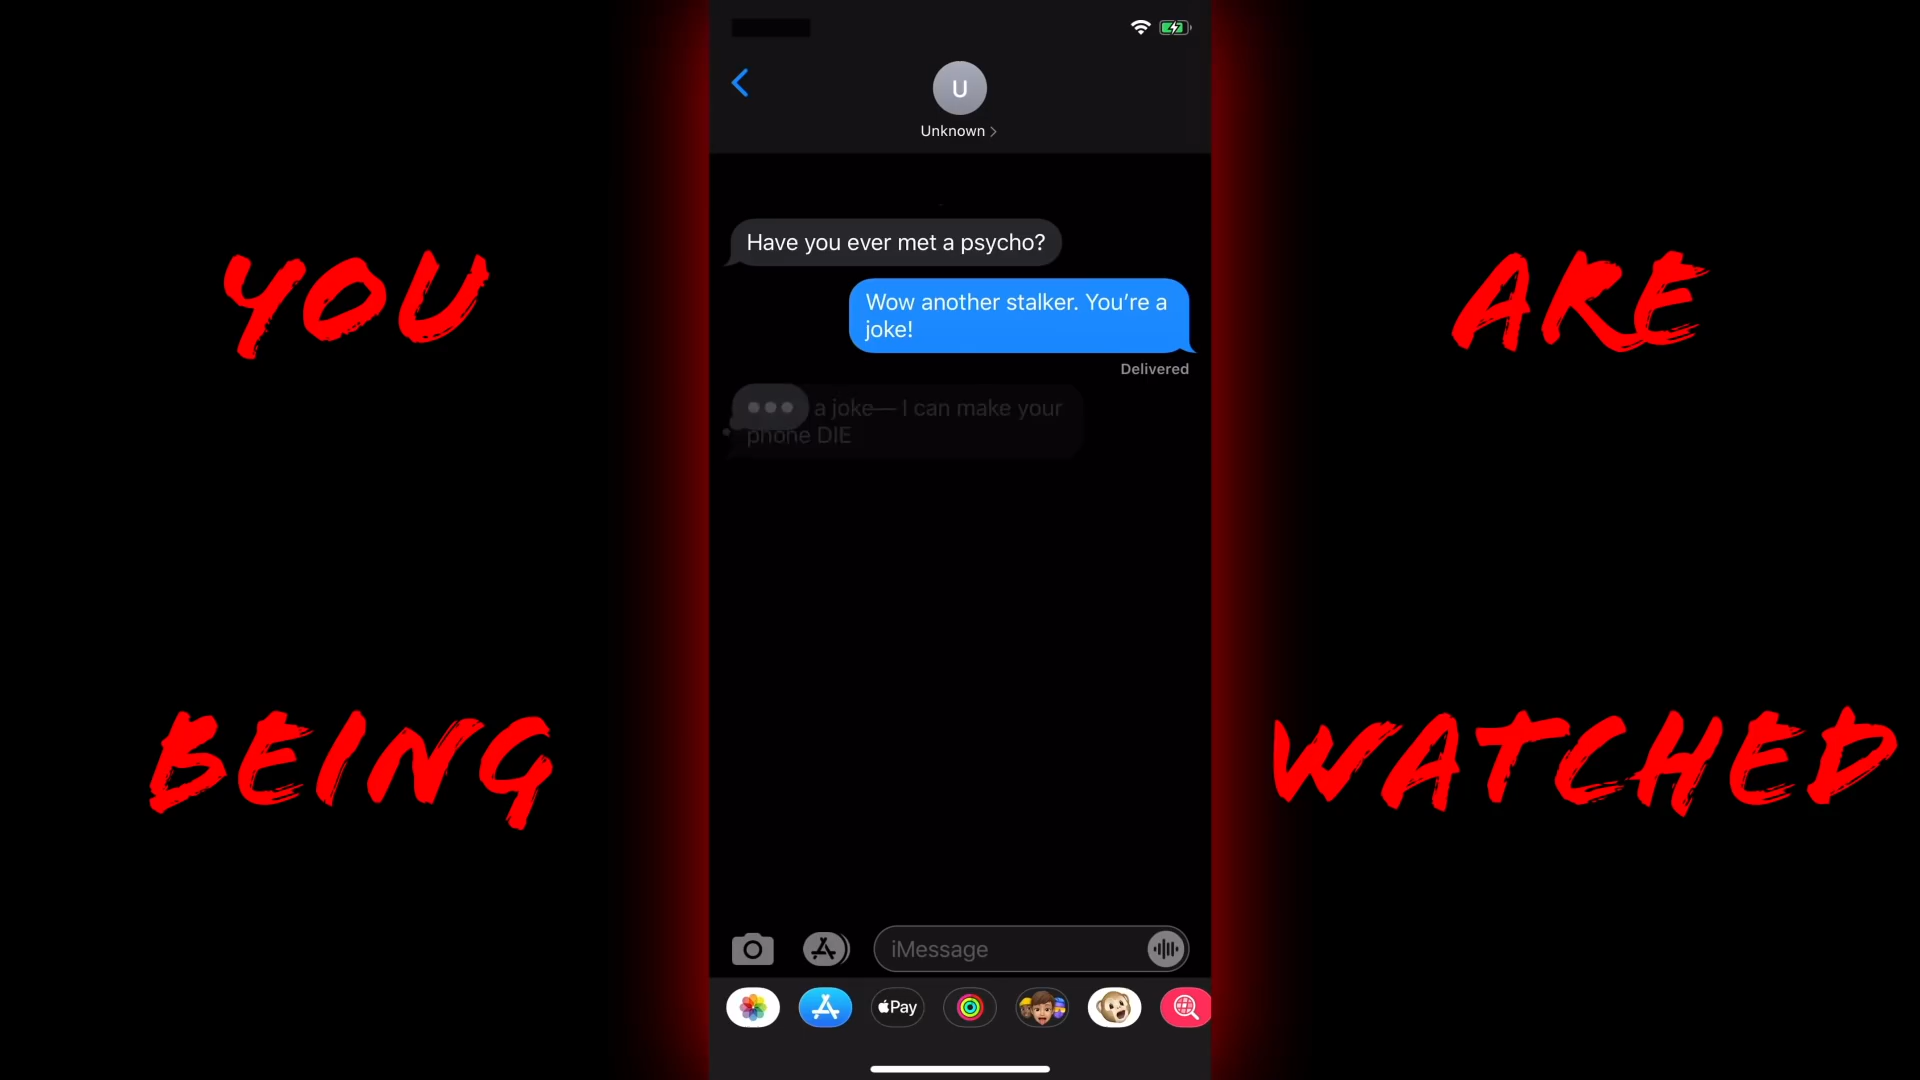 YOU
ARE
BEING
WATCHED
U
Unknown
Have you ever met a psycho?
Wow another stalker. You're a
joke!
Delivered
a joke— I can make your
phone DIE
iMessage
Pay